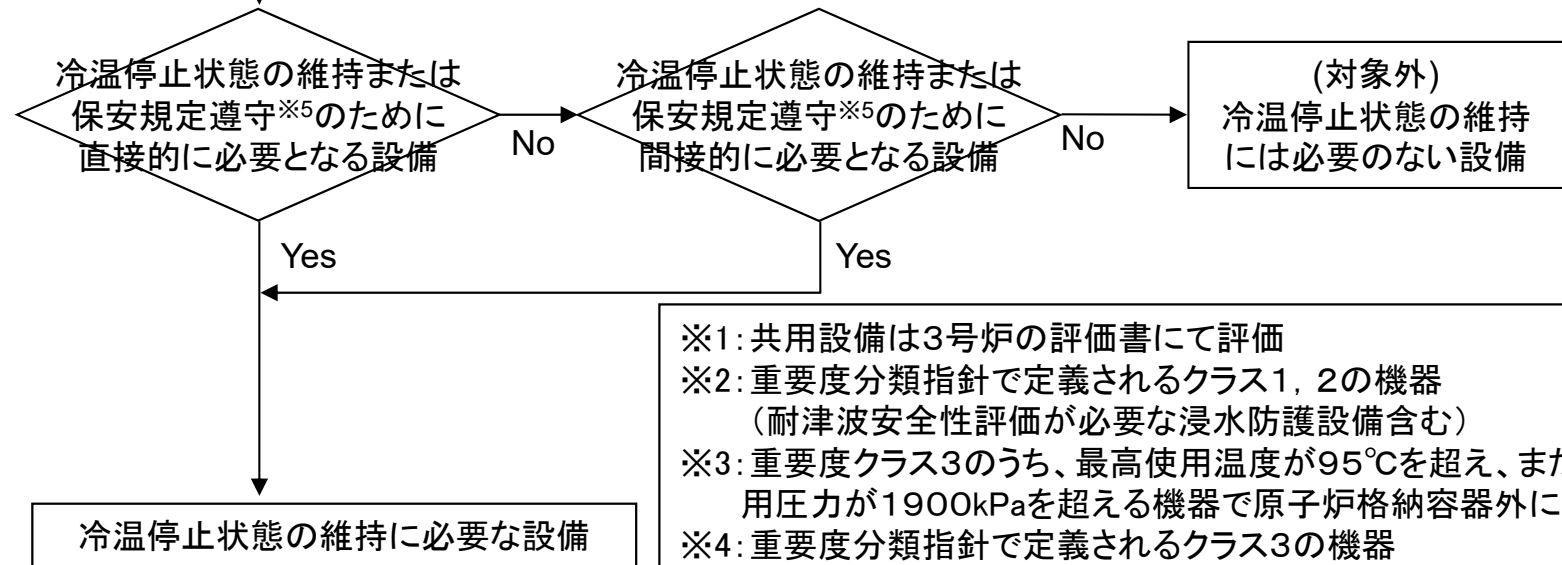 冷温停止状態の維持または
保安規定遵守※5のために
直接的に必要となる設備
No
冷温停止状態の維持または
保安規定遵守※5のために
間接的に必要となる設備
No
(対象外)
冷温停止状態の維持
には必要のない設備
Yes
Yes
※1:共用設備は3号炉の評価書にて評価
※2:重要度分類指針で定義されるクラス1, 2の機器
(耐津波安全性評価が必要な浸水防護設備含む)
※3:重要度クラス3のうち、最高使用温度が95℃を超え、また
用圧力が1900kPaを超える機器で原子炉格納容器外に
※4:重要度分類指針で定義されるクラス3の機器
冷温停止状態の維持に必要な設備